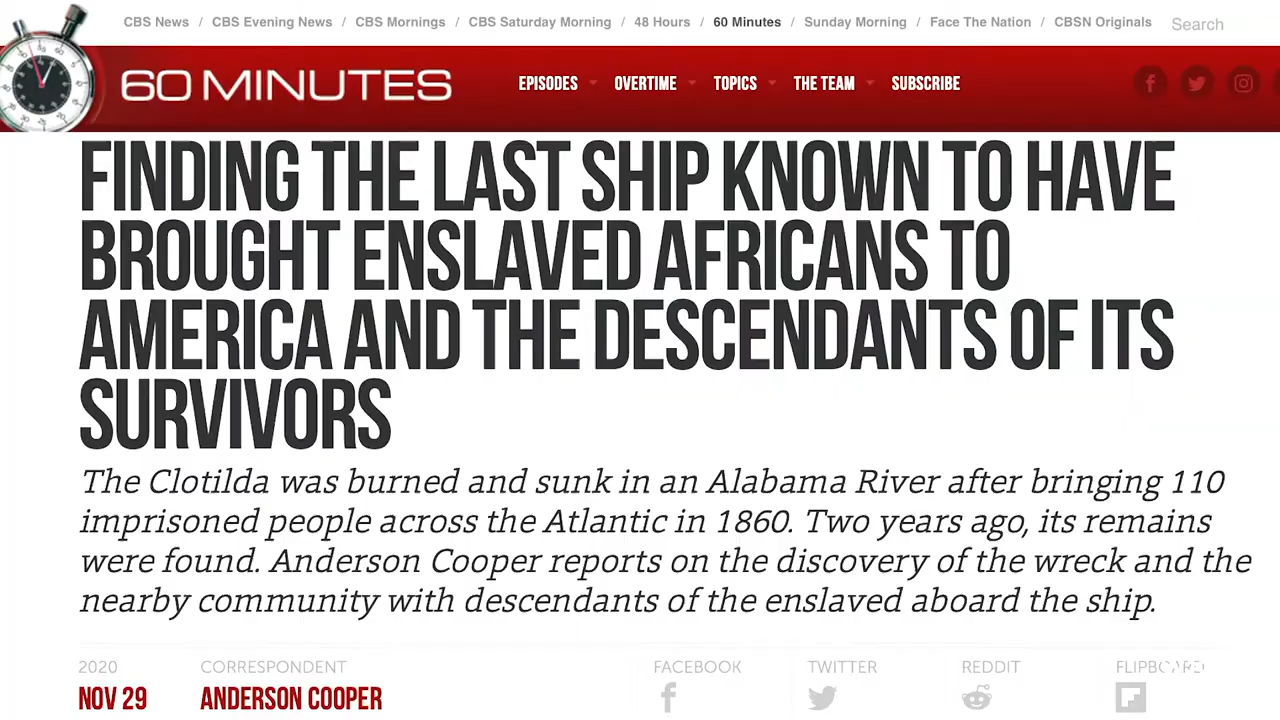 CBS News / CBS Evening News / CBS Mornings / CBS Saturday Morning / 48 Hours / 60 Minutes / Sunday Morning / Face The Nation / CBSN Originals Search
60 MINUTES EPISODES OVERTIME TOPICS THE TEAM SUBSCRIBE
FINDING THE LAST SHIP KNOWN TO HAVE
BROUGHT ENSLAVED AFRICANS TO
AMERICA AND THE DESCENDANTS OF ITS
SURVIVORS
The Clotilda was burned and sunk in an Alabama River after bringing 110
imprisoned people across the Atlantic in 1860. Two years ago, its remains
were found. Anderson Cooper reports on the discovery of the wreck and the
nearby community with descendants of the enslaved aboard the ship.
2020 CORRESPONDENT FACEBOOK TWITTER REDDIT FLIPBOARD
NOV 29 ANDERSON COOPER